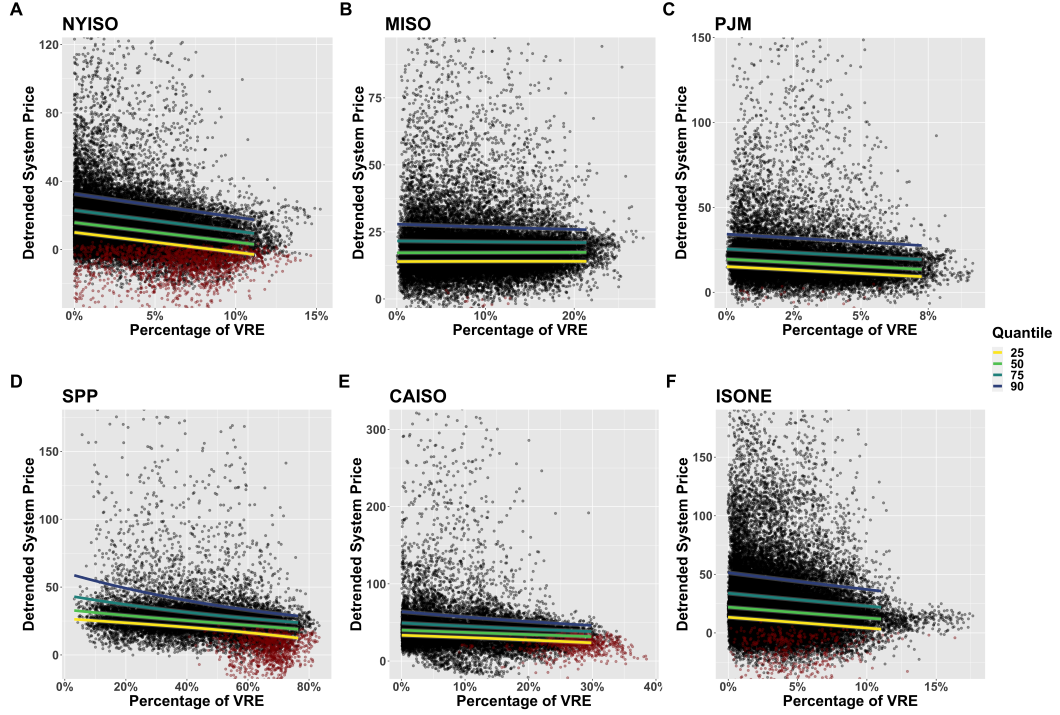 A
NYISO
Detrended System Price
120
80
40
0
0%
5%
10%
15%
Percentage of VRE
B
MISO
Detrended System Price
75
50
25
0
0%
10%
20%
Percentage of VRE
C
PJM
Detrended System Price
150
100
50
0
0%
2%
5%
8%
Percentage of VRE
Quantile
25
50
75
90
D
SPP
Detrended System Price
150
100
50
0
0%
20%
40%
60%
80%
Percentage of VRE
E
CAISO
Detrended System Price
300
200
100
0
0%
10%
20%
30%
40%
Percentage of VRE
F
ISONE
Detrended System Price
150
100
50
0
0%
5%
10%
15%
Percentage of VRE